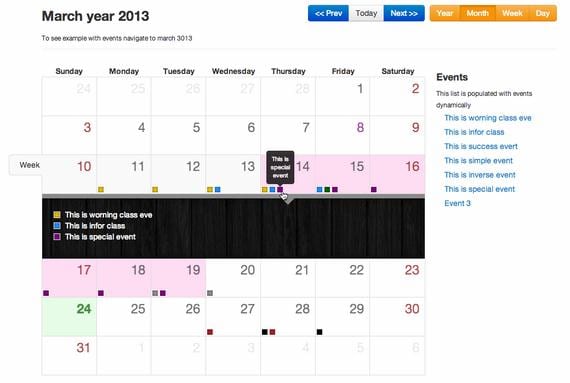 March year 2013
<< Prev
Today
Next >>
Year
Month
Week
Day
To see example with events navigate to march 3013
Sunday Monday Tuesday Wednesday Thursday Friday Saturday
24 25 26 27 28 1 2
3 4 5 6 7 8 9
Week
10 11 12 13 14 15 16
This is
special
event
This is worning class eve
This is infor class
This is special event
17 18 19 20 21 22 23
24 25 26 27 28 29 30
31 1 2 3 4 5 6
Events
This list is populated with events
dynamically
This is worning class eve
This is infor class
This is success evert
This is simple event
This is inverse event
This is special event
Event 3